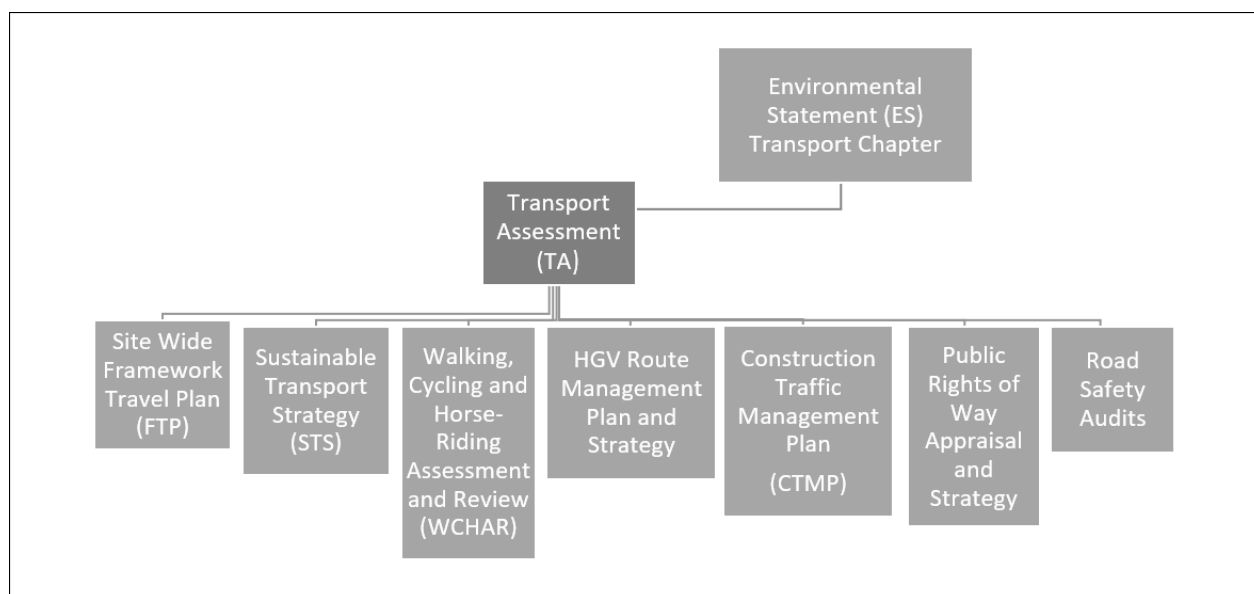 Environmental
Statement (ES)
Transport Chapter
Transport
Assessment
(TA)
Site Wide
Framework
Travel Plan
(FTP)
Sustainable
Transport
Strategy
(STS)
Walking,
Cycling and
Horse-
Riding
Assessment
and Review
(WCHAR)
HGV Route
Management
Plan and
Strategy
Construction
Traffic
Management
Plan
(CTMP)
Public
Rights of
Way
Appraisal
and
Strategy
Road
Safety
Audits